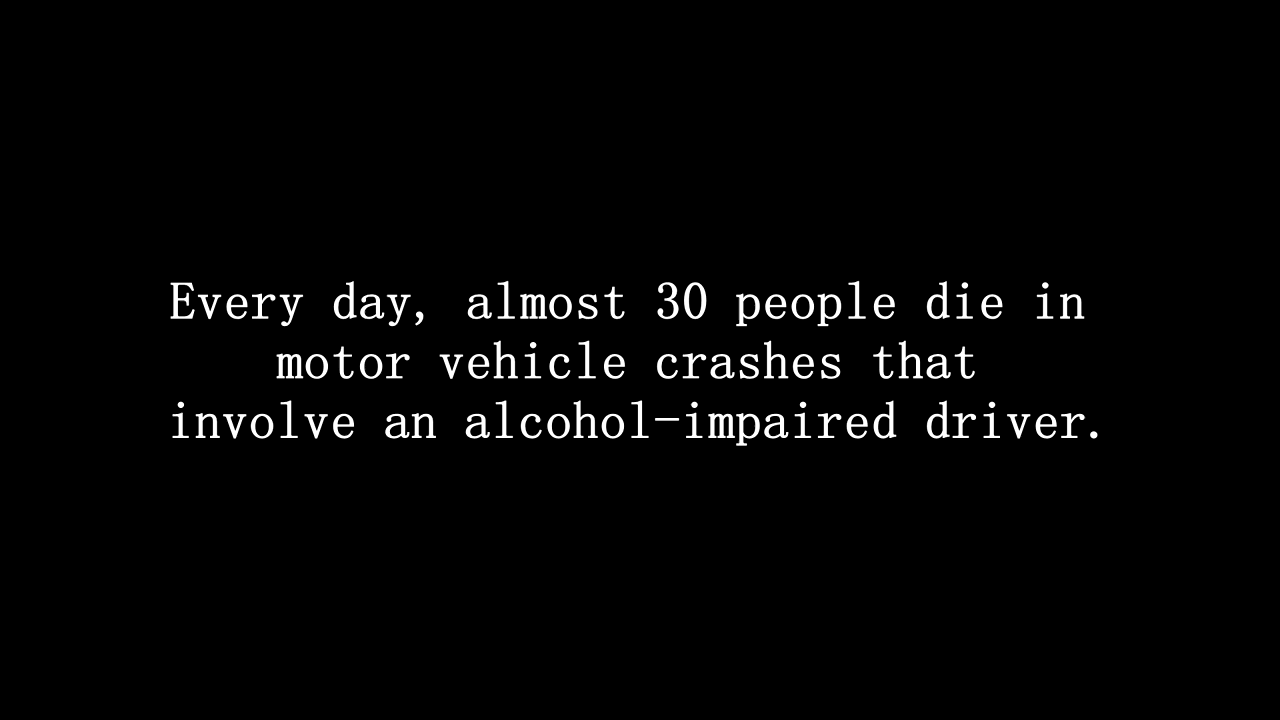 Every day, almost 30 people die in
motor vehicle crashes that
involve an alcohol-impaired driver.